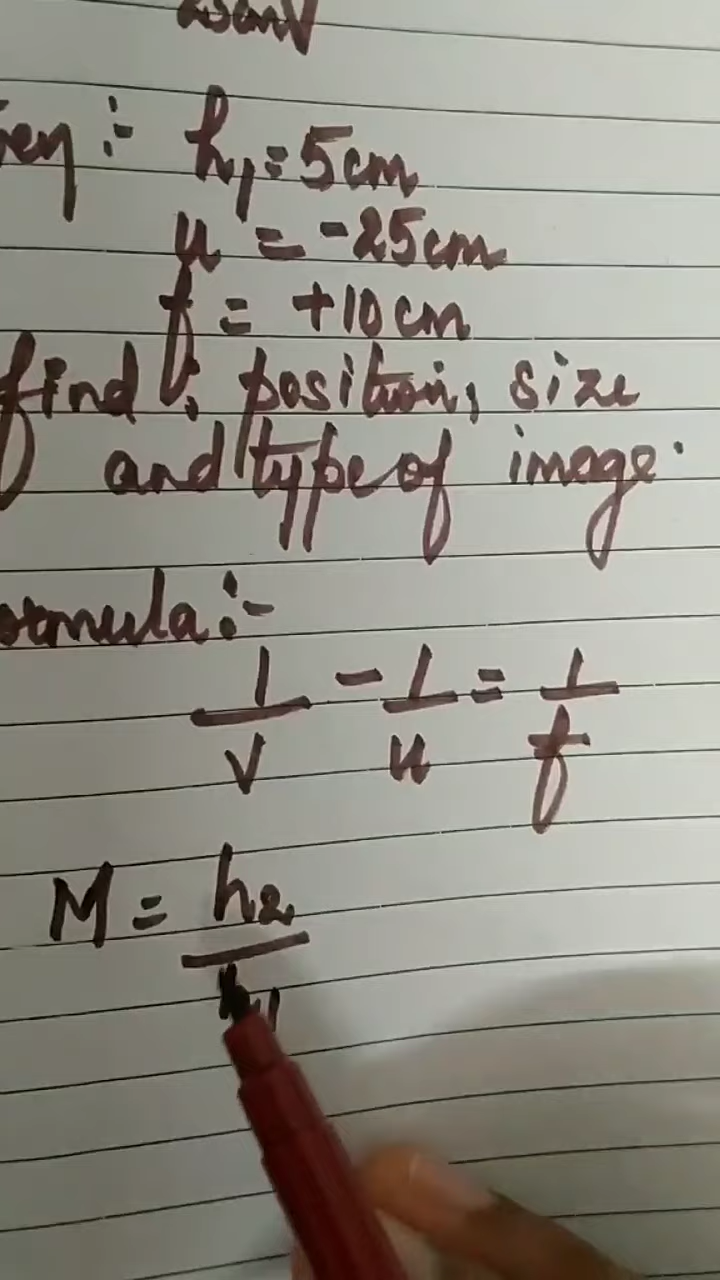 :- h1 = 5cm
u = -25cm
f = +10cm
find : position, size
and type of image.
:-
1/v - 1/u = 1/f
M = h2/h1